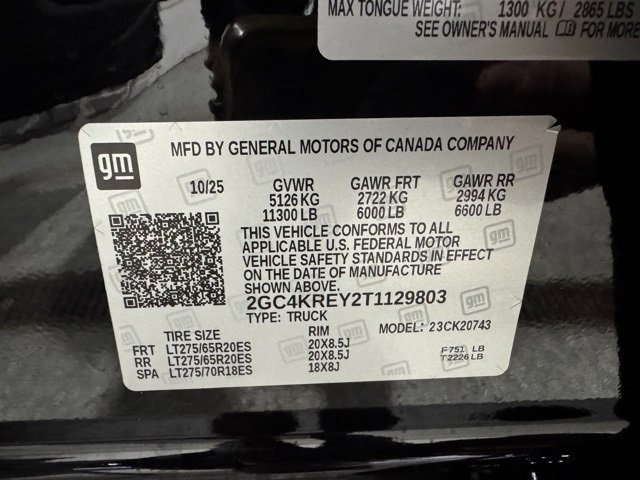 MAX TONGUE WEIGHT: 1300 KG / 2865 LBS
SEE OWNER'S MANUAL FOR MORE
gm MFD BY GENERAL MOTORS OF CANADA COMPANY
10/25 GVWR GAWR FRT GAWR RR
5126 KG 2722 KG 2994 KG
11300 LB 6000 LB 6600 LB
THIS VEHICLE CONFORMS TO ALL
APPLICABLE U.S. FEDERAL MOTOR
VEHICLE SAFETY STANDARDS IN EFFECT
ON THE DATE OF MANUFACTURE
SHOWN ABOVE.
2GC4KREY2T1129803
TYPE: TRUCK MODEL: 23CK20743
TIRE SIZE RIM
FRT LT275/65R20ES 20X8.5J F751 LB
RR LT275/65R20ES 20X8.5J T2226 LB
SPA LT275/70R18ES 18X8J